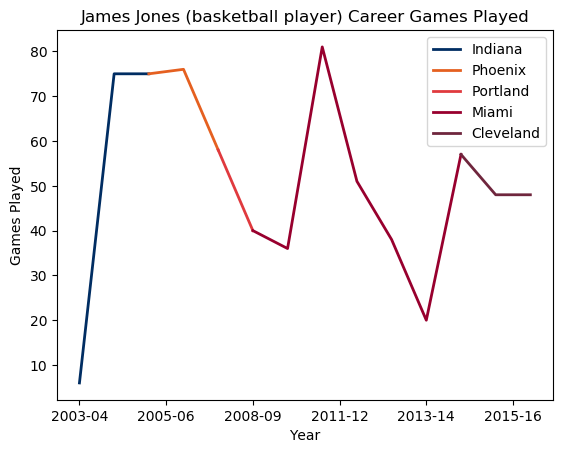 James Jones (basketball player) Career Games Played
Indiana
Phoenix
Portland
Miami
Cleveland
80
70
60
50
40
30
20
10
Games Played
2003-04 2005-06 2008-09 2011-12 2013-14 2015-16
Year